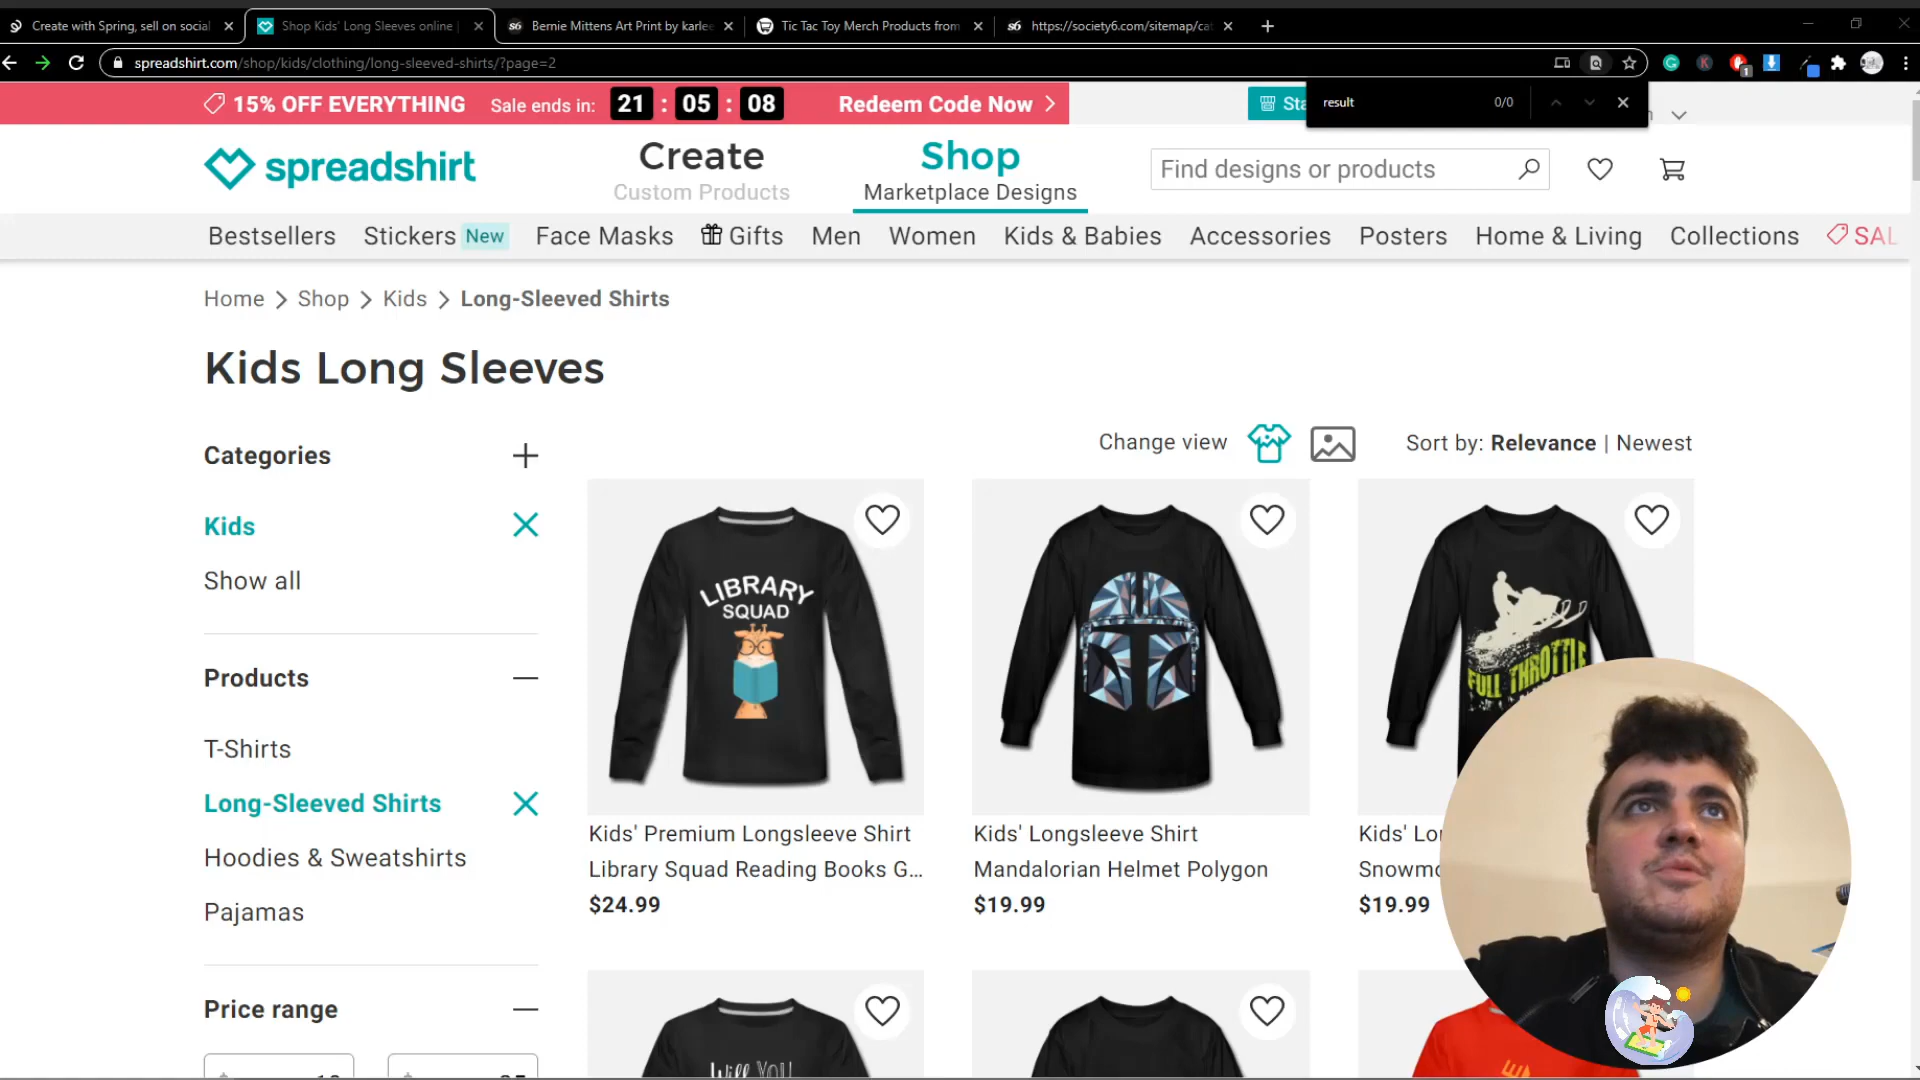 Create with Spring, sell on social
Shop Kids' Long Sleeves online |
Bernie Mittens Art Print by karlee
Tic Tac Toy Merch Products from
https://society6.com/sitemap/cat
spreadshirt.com/shop/kids/clothing/long-sleeved-shirts/?page=2
15% OFF EVERYTHING Sale ends in: 21 : 05 : 08 Redeem Code Now
result 0/0
spreadshirt
Create
Custom Products
Shop
Marketplace Designs
Find designs or products
Bestsellers Stickers New Face Masks Gifts Men Women Kids & Babies Accessories Posters Home & Living Collections SAL
Home > Shop > Kids > Long-Sleeved Shirts
Kids Long Sleeves
Categories
Change view
Sort by: Relevance | Newest
Kids
Show all
Products
T-Shirts
Long-Sleeved Shirts
Hoodies & Sweatshirts
Pajamas
Price range
LIBRARY
SQUAD
FULL THROTTLE
Kids' Premium Longsleeve Shirt
Library Squad Reading Books G...
$24.99
Kids' Longsleeve Shirt
Mandalorian Helmet Polygon
$19.99
Kids' Lo
Snowm
$19.99
Will YOU